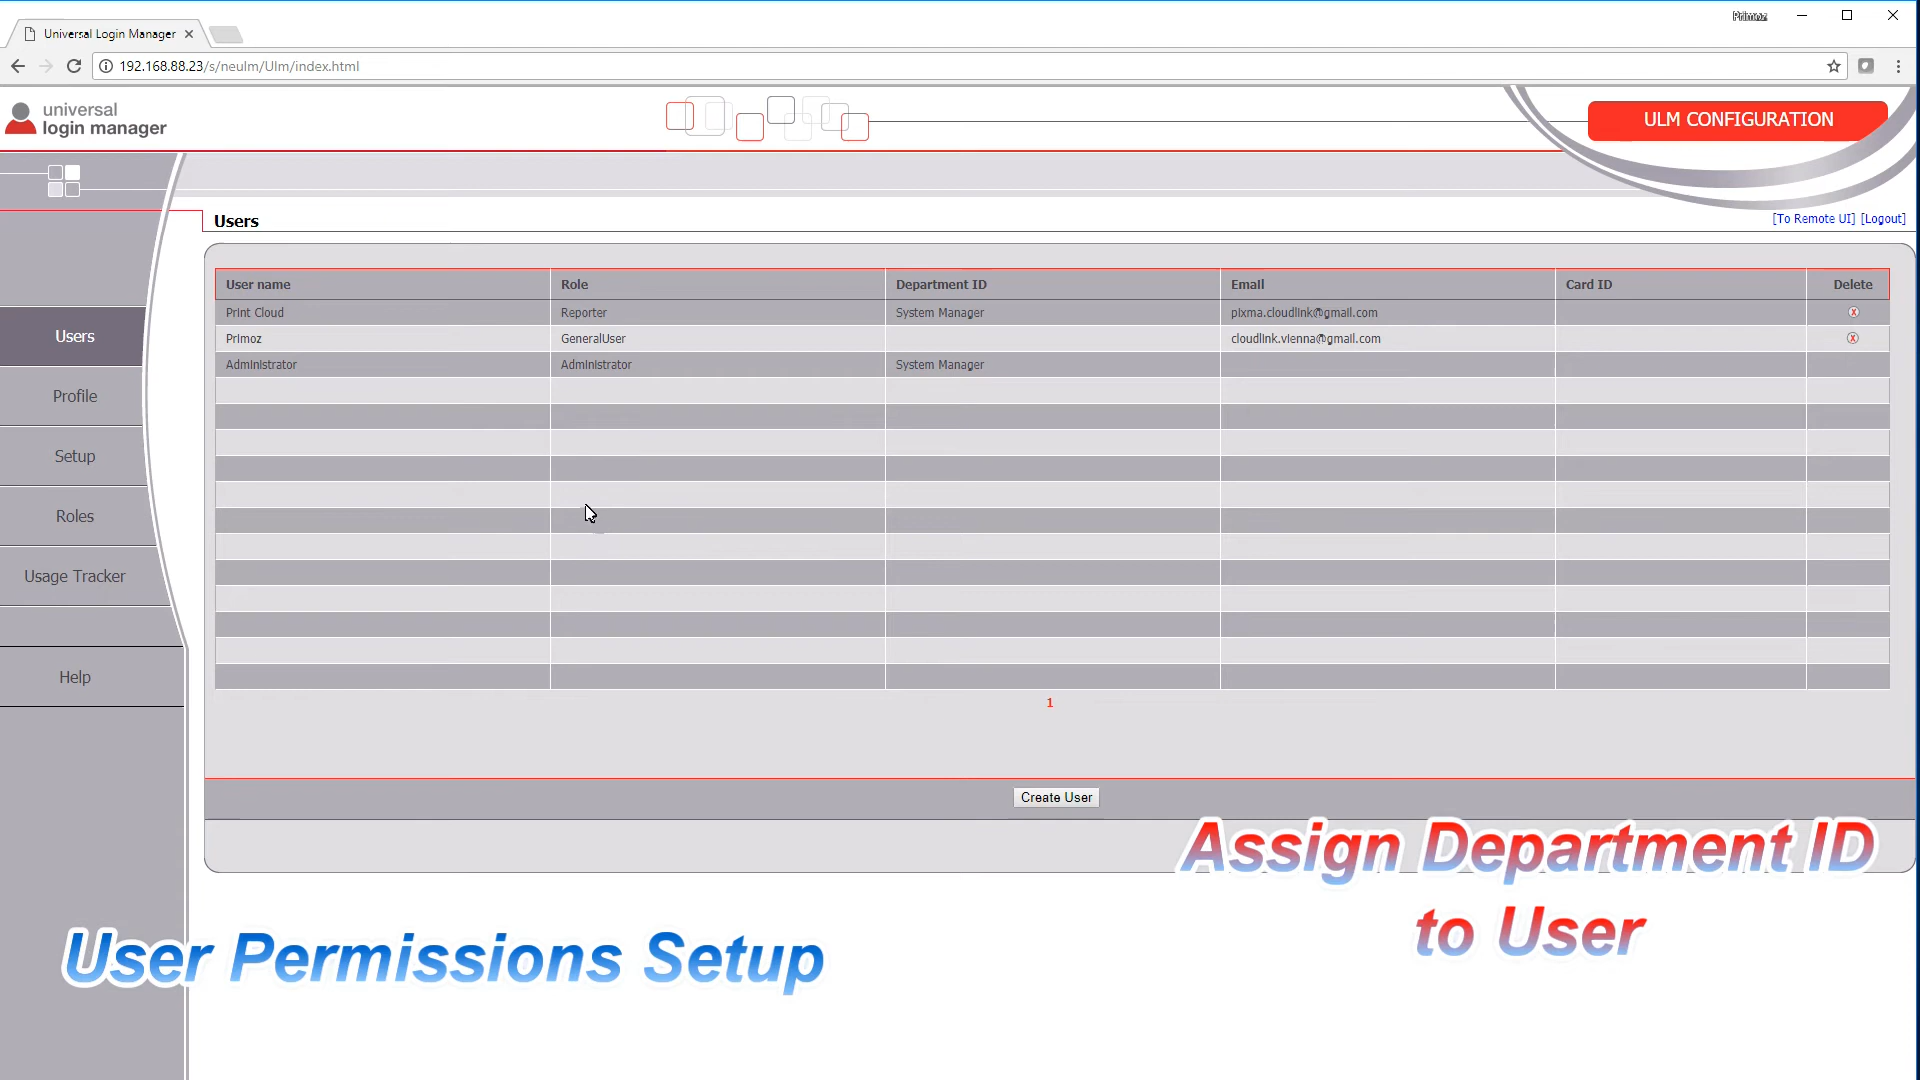 Universal Login Manager
Primoz
192.168.88.23/s/neulm/Ulm/index.html
universal
login manager
ULM CONFIGURATION
Users
[To Remote UI] [Logout]
User name Role Department ID Email Card ID Delete
Print Cloud Reporter System Manager pixma.cloudlink@gmail.com
Primoz GeneralUser cloudlink.vienna@gmail.com
Administrator Administrator System Manager
Users
Profile
Setup
Roles
Usage Tracker
Help
1
Create User
Assign Department ID
to User
User Permissions Setup